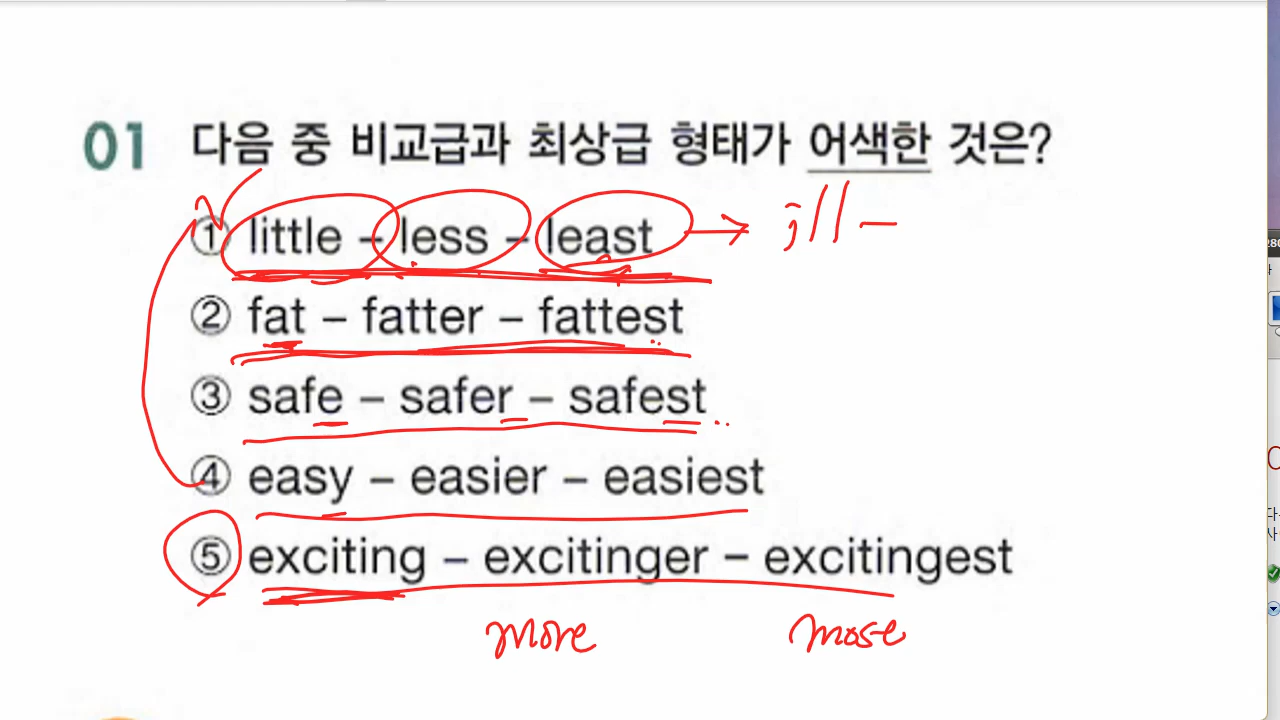 01 다음 중 비교급과 최상급 형태가 어색한 것은?
① little – less – least
② fat – fatter – fattest
③ safe – safer – safest
④ easy – easier – easiest
⑤ exciting – excitinger – excitingest
more most